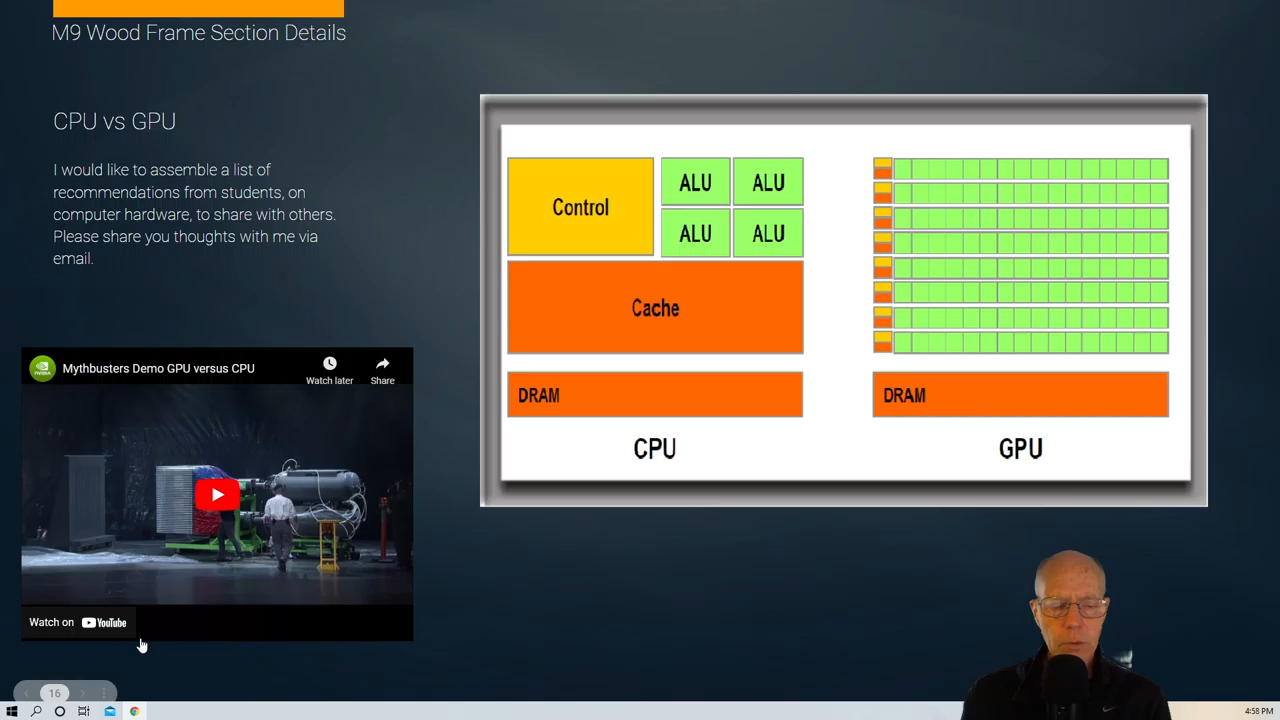 M9 Wood Frame Section Details
CPU vs GPU
I would like to assemble a list of
recommendations from students, on
computer hardware, to share with others.
Please share you thoughts with me via
email.
Mythbusters Demo GPU versus CPU
Watch later
Share
Watch on YouTube
Control
ALU
ALU
ALU
ALU
Cache
DRAM
CPU
DRAM
GPU
16
4:58 PM